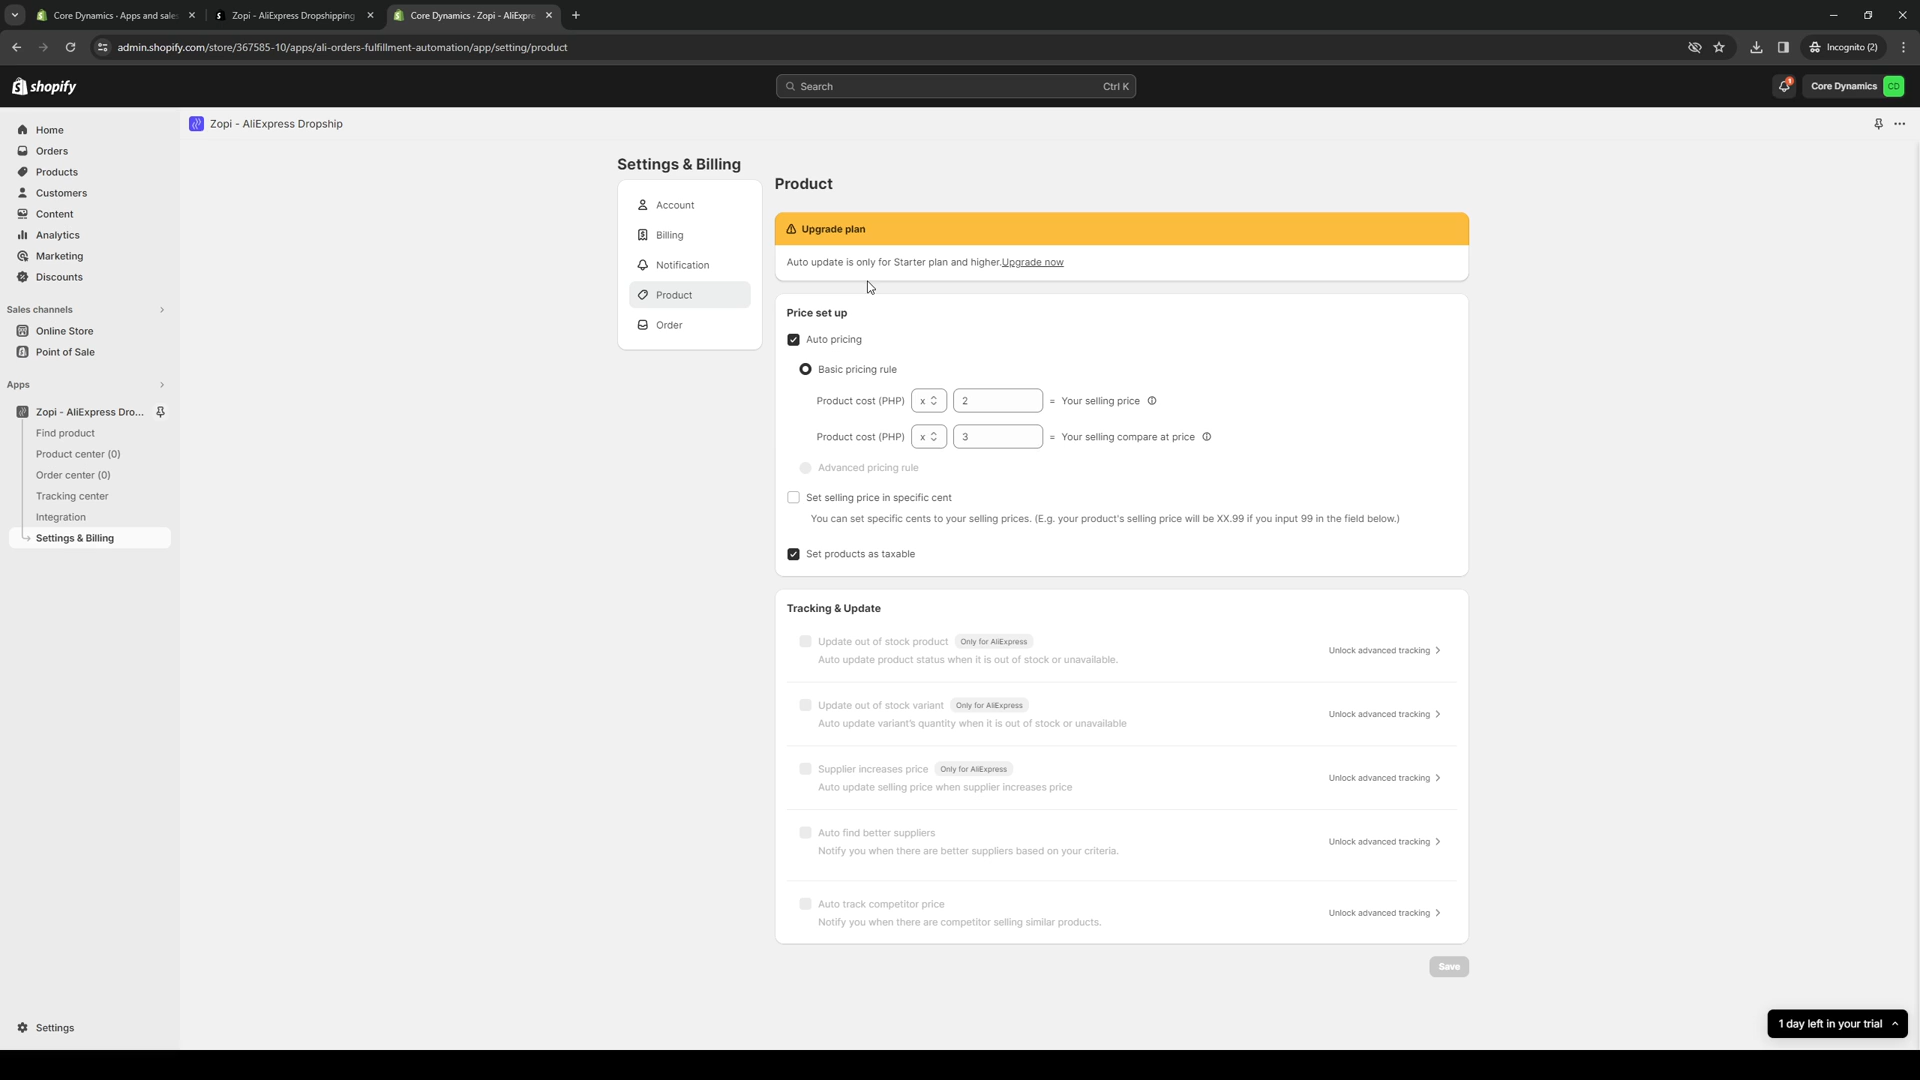 Core Dynamics · Apps and sales
Zopi - AliExpress Dropshipping
Core Dynamics · Zopi - AliExpre
admin.shopify.com/store/367585-10/apps/ali-orders-fulfillment-automation/app/setting/product
Incognito (2)
shopify
Search
Ctrl K
1
Core Dynamics
CD
Home
Orders
Products
Customers
Content
Analytics
Marketing
Discounts
Sales channels
Online Store
Point of Sale
Apps
Zopi - AliExpress Dro...
Find product
Product center (0)
Order center (0)
Tracking center
Integration
Settings & Billing
Settings
Zopi - AliExpress Dropship
Settings & Billing
Account
Billing
Notification
Product
Order
Product
Upgrade plan
Auto update is only for Starter plan and higher.Upgrade now
Price set up
Auto pricing
Basic pricing rule
Product cost (PHP) x 2 = Your selling price
Product cost (PHP) x 3 = Your selling compare at price
Advanced pricing rule
Set selling price in specific cent
You can set specific cents to your selling prices. (E.g. your product's selling price will be XX.99 if you input 99 in the field below.)
Set products as taxable
Tracking & Update
Update out of stock product Only for AliExpress
Auto update product status when it is out of stock or unavailable.
Unlock advanced tracking
Update out of stock variant Only for AliExpress
Auto update variant's quantity when it is out of stock or unavailable
Unlock advanced tracking
Supplier increases price Only for AliExpress
Auto update selling price when supplier increases price
Unlock advanced tracking
Auto find better suppliers
Notify you when there are better suppliers based on your criteria.
Unlock advanced tracking
Auto track competitor price
Notify you when there are competitor selling similar products.
Unlock advanced tracking
Save
1 day left in your trial